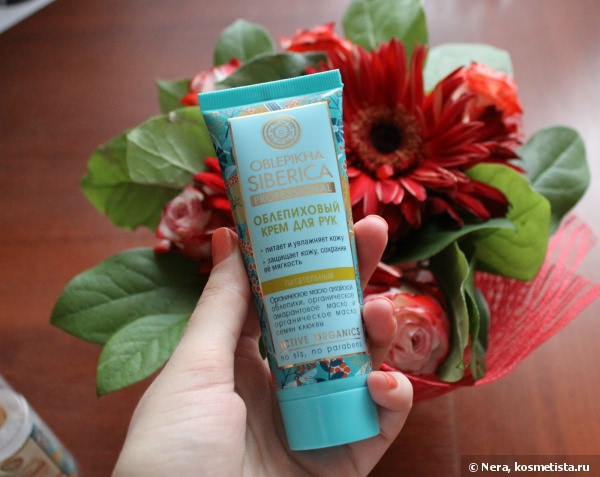 OBLEPIKHA
SIBERICA
PROFESSIONAL
ОБЛЕПИХОВЫЙ
КРЕМ ДЛЯ РУК
• питает и увлажняет кожу
• защищает кожу, сохраняя
её мягкость
питательный
Органическое масло алтайской
облепихи, органическое
амарантовое масло и
органическое масло
семян клюквы
ACTIVE ORGANICS
no sls, no parabens
© Nera, kosmetista.ru